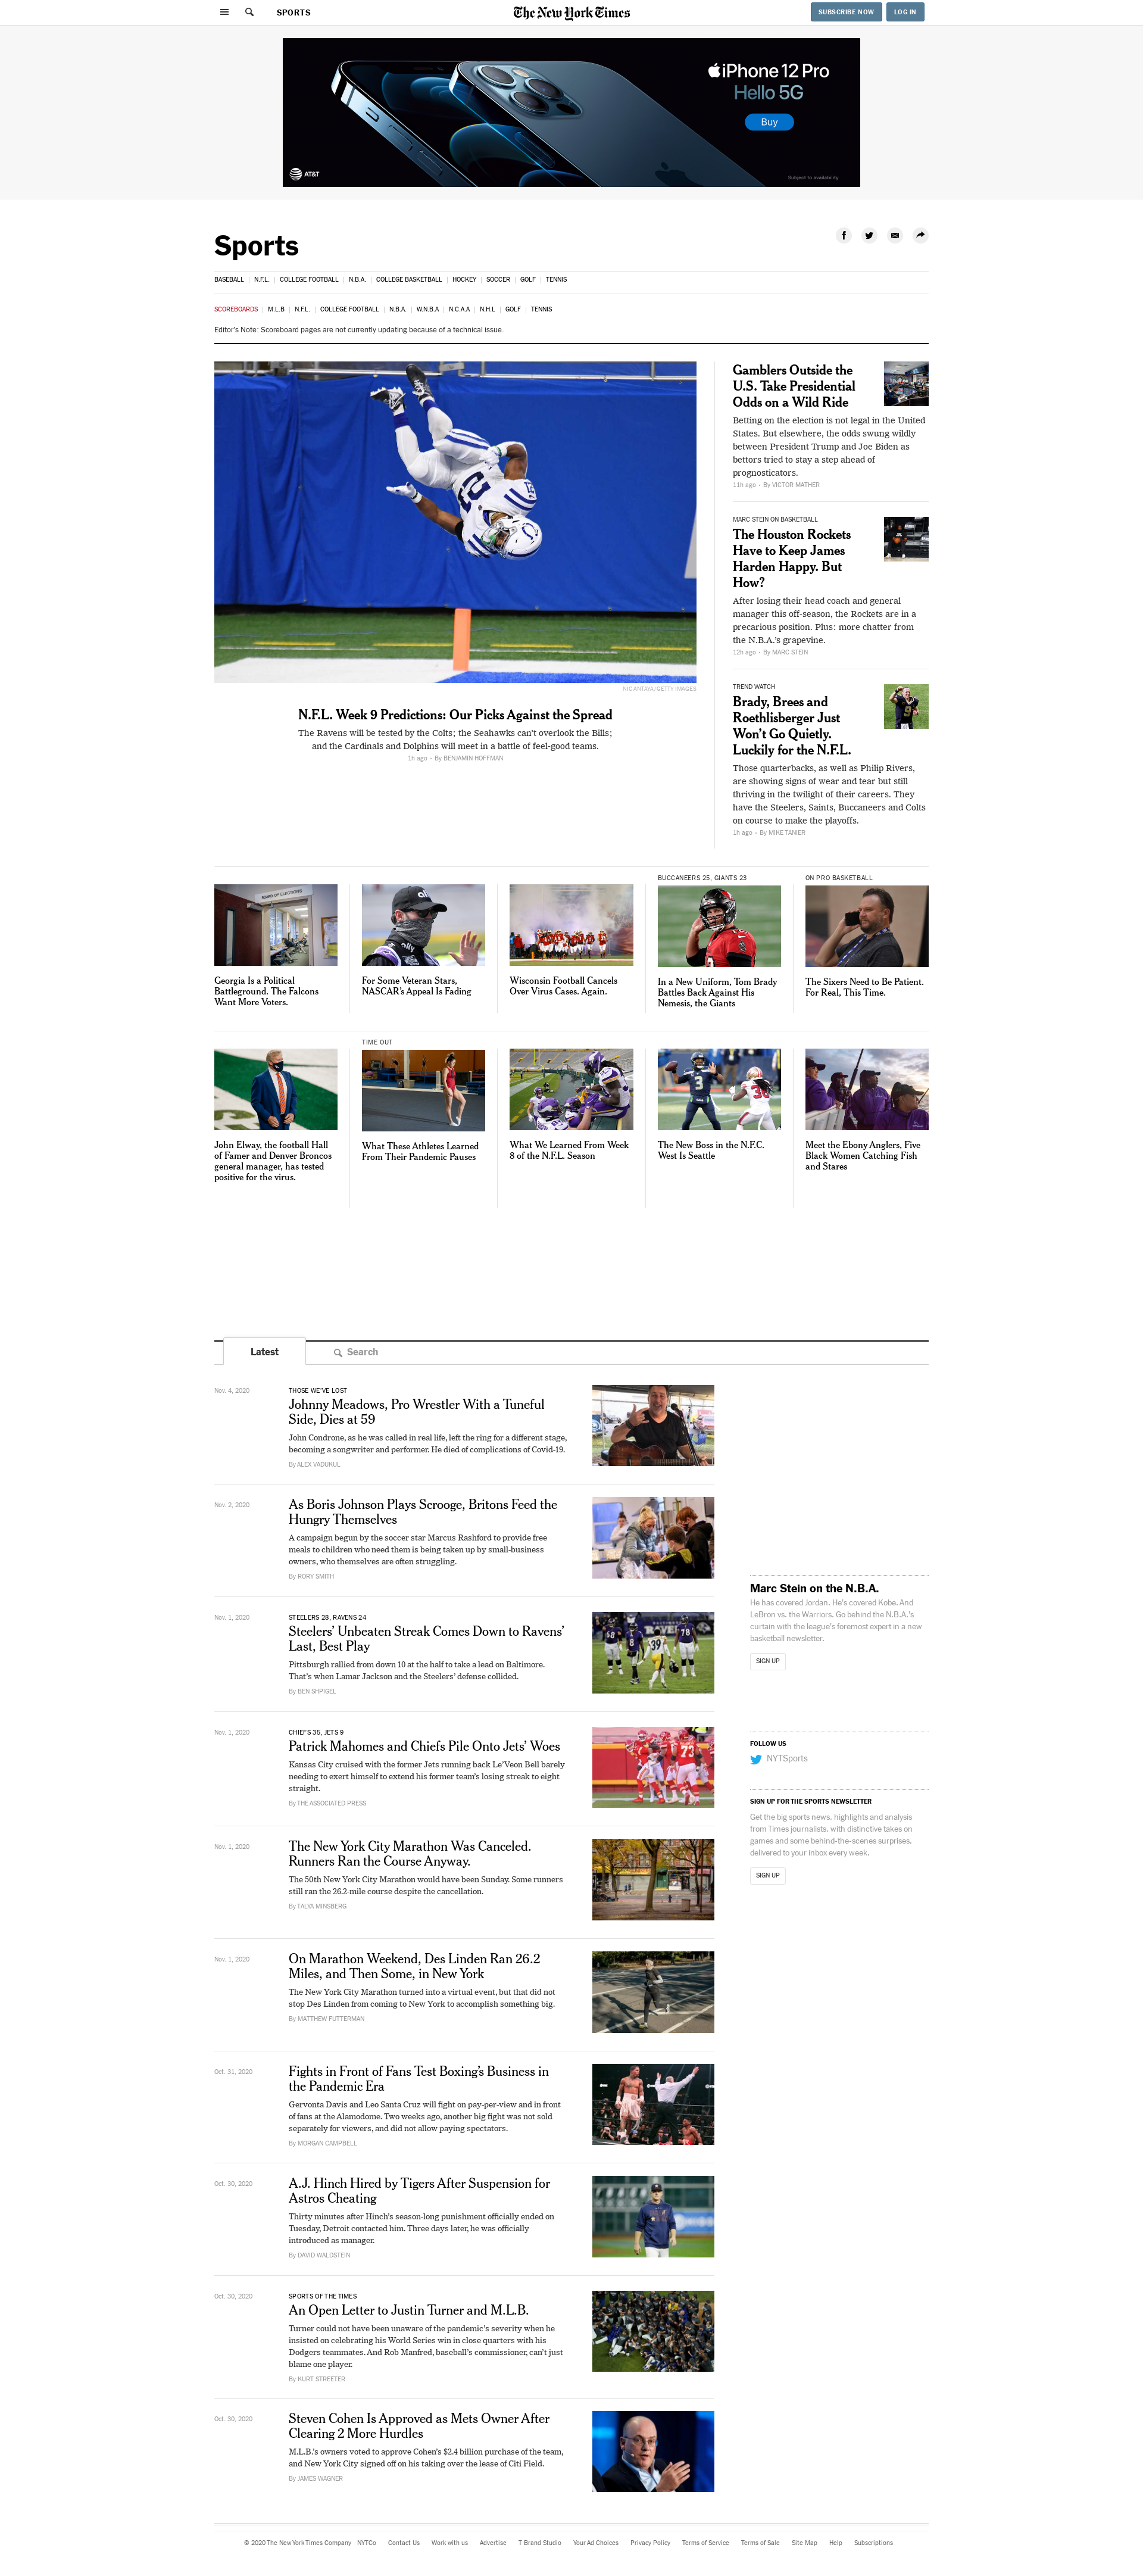 SPORTS
The New York Times
SUBSCRIBE NOW
LOG IN
iPhone 12 Pro
Hello 5G
Buy
AT&T
Subject to availability
Sports
BASEBALL | N.F.L. | COLLEGE FOOTBALL | N.B.A. | COLLEGE BASKETBALL | HOCKEY | SOCCER | GOLF | TENNIS
SCOREBOARDS | M.L.B | N.F.L. | COLLEGE FOOTBALL | N.B.A. | W.N.B.A | N.C.A.A | N.H.L | GOLF | TENNIS
Editor's Note: Scoreboard pages are not currently updating because of a technical issue.
NIC ANTAYA/GETTY IMAGES
N.F.L. Week 9 Predictions: Our Picks Against the Spread
The Ravens will be tested by the Colts; the Seahawks can't overlook the Bills;
and the Cardinals and Dolphins will meet in a battle of feel-good teams.
1h ago • By BENJAMIN HOFFMAN
Gamblers Outside the
U.S. Take Presidential
Odds on a Wild Ride
Betting on the election is not legal in the United
States. But elsewhere, the odds swung wildly
between President Trump and Joe Biden as
bettors tried to stay a step ahead of
prognosticators.
11h ago • By VICTOR MATHER
MARC STEIN ON BASKETBALL
The Houston Rockets
Have to Keep James
Harden Happy. But
How?
After losing their head coach and general
manager this off-season, the Rockets are in a
precarious position. Plus: more chatter from
the N.B.A.'s grapevine.
12h ago • By MARC STEIN
TREND WATCH
Brady, Brees and
Roethlisberger Just
Won't Go Quietly.
Luckily for the N.F.L.
Those quarterbacks, as well as Philip Rivers,
are showing signs of wear and tear but still
thriving in the twilight of their careers. They
have the Steelers, Saints, Buccaneers and Colts
on course to make the playoffs.
1h ago • By MIKE TANIER
BOARD OF ELECTIONS
Georgia Is a Political
Battleground. The Falcons
Want More Voters.
ally
For Some Veteran Stars,
NASCAR's Appeal Is Fading
Wisconsin Football Cancels
Over Virus Cases. Again.
BUCCANEERS 25, GIANTS 23
In a New Uniform, Tom Brady
Battles Back Against His
Nemesis, the Giants
ON PRO BASKETBALL
The Sixers Need to Be Patient.
For Real, This Time.
John Elway, the football Hall
of Famer and Denver Broncos
general manager, has tested
positive for the virus.
TIME OUT
What These Athletes Learned
From Their Pandemic Pauses
What We Learned From Week
8 of the N.F.L. Season
The New Boss in the N.F.C.
West Is Seattle
Meet the Ebony Anglers, Five
Black Women Catching Fish
and Stares
Latest
Search
Nov. 4, 2020
THOSE WE'VE LOST
Johnny Meadows, Pro Wrestler With a Tuneful
Side, Dies at 59
John Condrone, as he was called in real life, left the ring for a different stage,
becoming a songwriter and performer. He died of complications of Covid-19.
By ALEX VADUKUL
Nov. 2, 2020
As Boris Johnson Plays Scrooge, Britons Feed the
Hungry Themselves
A campaign begun by the soccer star Marcus Rashford to provide free
meals to children who need them is being taken up by small-business
owners, who themselves are often struggling.
By RORY SMITH
Nov. 1, 2020
STEELERS 28, RAVENS 24
Steelers' Unbeaten Streak Comes Down to Ravens'
Last, Best Play
Pittsburgh rallied from down 10 at the half to take a lead on Baltimore.
That's when Lamar Jackson and the Steelers' defense collided.
By BEN SHPIGEL
Nov. 1, 2020
CHIEFS 35, JETS 9
Patrick Mahomes and Chiefs Pile Onto Jets' Woes
Kansas City cruised with the former Jets running back Le'Veon Bell barely
needing to exert himself to extend his former team's losing streak to eight
straight.
By THE ASSOCIATED PRESS
Nov. 1, 2020
The New York City Marathon Was Canceled.
Runners Ran the Course Anyway.
The 50th New York City Marathon would have been Sunday. Some runners
still ran the 26.2-mile course despite the cancellation.
By TALYA MINSBERG
Nov. 1, 2020
On Marathon Weekend, Des Linden Ran 26.2
Miles, and Then Some, in New York
The New York City Marathon turned into a virtual event, but that did not
stop Des Linden from coming to New York to accomplish something big.
By MATTHEW FUTTERMAN
Oct. 31, 2020
Fights in Front of Fans Test Boxing's Business in
the Pandemic Era
Gervonta Davis and Leo Santa Cruz will fight on pay-per-view and in front
of fans at the Alamodome. Two weeks ago, another big fight was not sold
separately for viewers, and did not allow paying spectators.
By MORGAN CAMPBELL
Oct. 30, 2020
A.J. Hinch Hired by Tigers After Suspension for
Astros Cheating
Thirty minutes after Hinch's season-long punishment officially ended on
Tuesday, Detroit contacted him. Three days later, he was officially
introduced as manager.
By DAVID WALDSTEIN
Oct. 30, 2020
SPORTS OF THE TIMES
An Open Letter to Justin Turner and M.L.B.
Turner could not have been unaware of the pandemic's severity when he
insisted on celebrating his World Series win in close quarters with his
Dodgers teammates. And Rob Manfred, baseball's commissioner, can't just
blame one player.
By KURT STREETER
Oct. 30, 2020
Steven Cohen Is Approved as Mets Owner After
Clearing 2 More Hurdles
M.L.B.'s owners voted to approve Cohen's $2.4 billion purchase of the team,
and New York City signed off on his taking over the lease of Citi Field.
By JAMES WAGNER
Marc Stein on the N.B.A.
He has covered Jordan. He's covered Kobe. And
LeBron vs. the Warriors. Go behind the N.B.A.'s
curtain with the league's foremost expert in a new
basketball newsletter.
SIGN UP
FOLLOW US
NYTSports
SIGN UP FOR THE SPORTS NEWSLETTER
Get the big sports news, highlights and analysis
from Times journalists, with distinctive takes on
games and some behind-the-scenes surprises,
delivered to your inbox every week.
SIGN UP
© 2020 The New York Times Company NYTCo Contact Us Work with us Advertise T Brand Studio Your Ad Choices Privacy Policy Terms of Service Terms of Sale Site Map Help Subscriptions